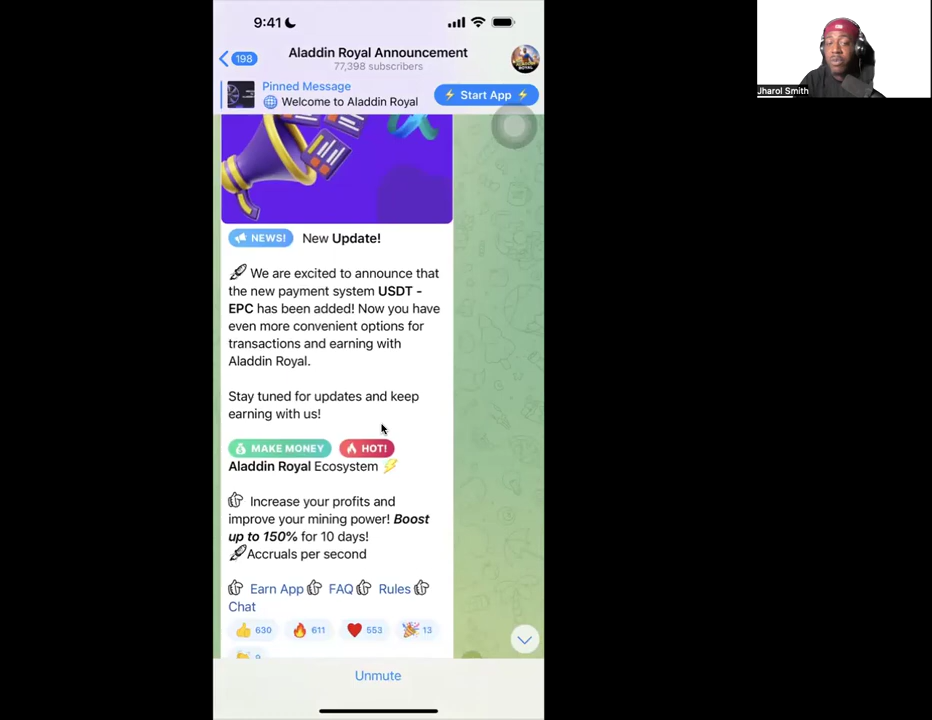 9:41
198
Aladdin Royal Announcement
77,398 subscribers
Pinned Message
Welcome to Aladdin Royal
Start App
Jharol Smith
NEWS! New Update!
We are excited to announce that
the new payment system USDT -
EPC has been added! Now you have
even more convenient options for
transactions and earning with
Aladdin Royal.
Stay tuned for updates and keep
earning with us!
MAKE MONEY HOT!
Aladdin Royal Ecosystem
Increase your profits and
improve your mining power! Boost
up to 150% for 10 days!
Accruals per second
Earn App FAQ Rules
Chat
630 611 553 13
9
Unmute